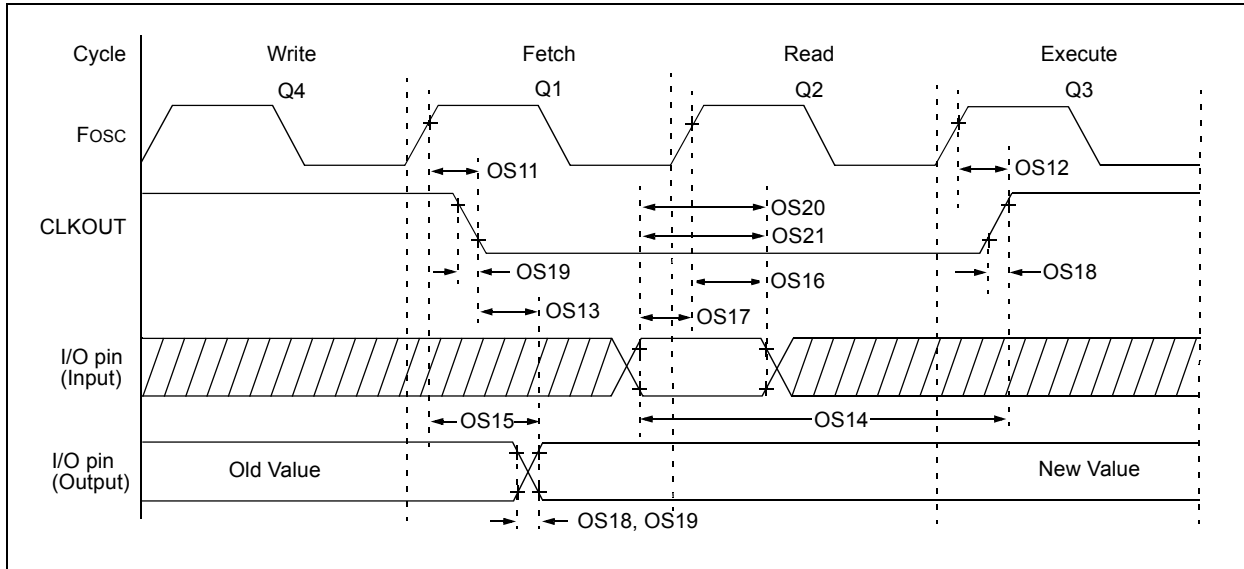 Cycle Write Fetch Read Execute
Q4 Q1 Q2 Q3
FOSC
OS11 OS12
OS20
CLKOUT
OS21
OS19 OS16 OS18
OS13 OS17
I/O pin
(Input)
OS15 OS14
I/O pin
(Output)
Old Value New Value
OS18, OS19